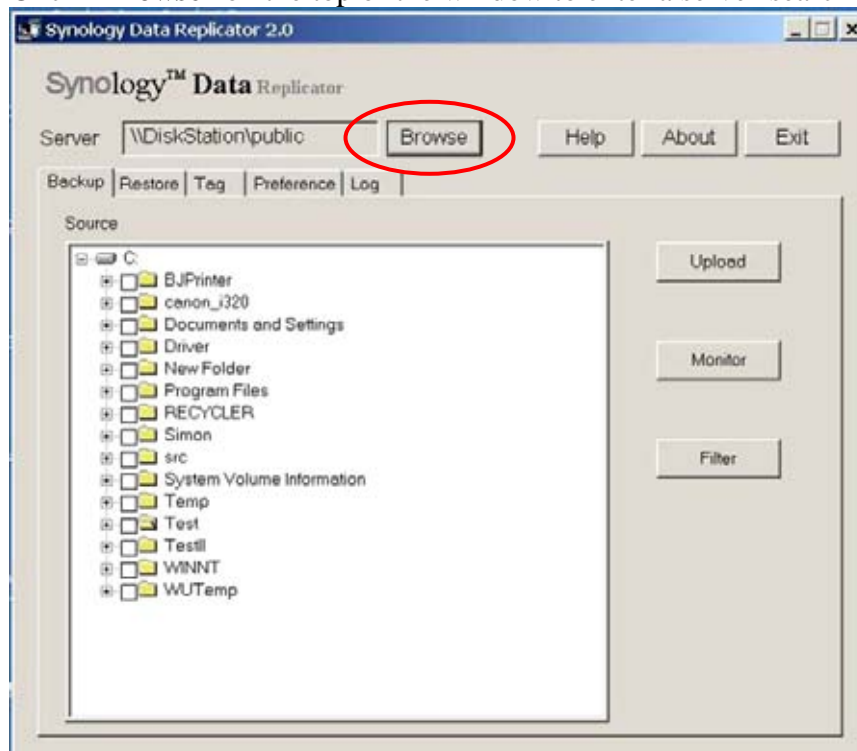 Synology Data Replicator 2.0
Synology™ Data Replicator
Server \\DiskStation\public Browse Help About Exit
Backup Restore Tag Preference Log
Source
C:
BJPrinter
canon_i320
Documents and Settings
Driver
New Folder
Program Files
RECYCLER
Simon
src
System Volume Information
Temp
Test
TestII
WINNT
WUTemp
Upload
Monitor
Filter